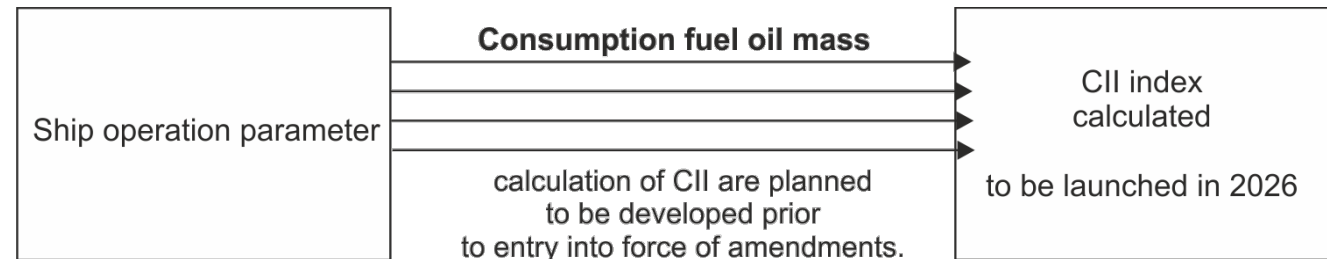 Ship operation parameter
Consumption fuel oil mass
calculation of CII are planned
to be developed prior
to entry into force of amendments.
CII index
calculated
to be launched in 2026